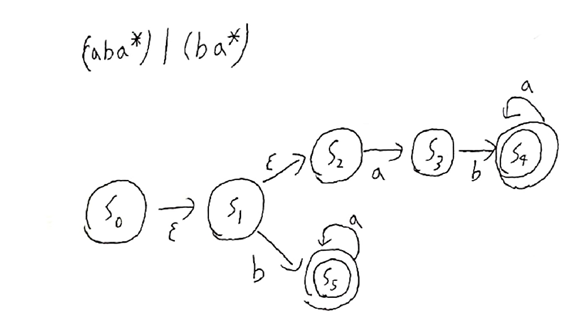 (aba*) | (ba*)
a
ε S2 a S3 b S4
S0 ε S1
b a
S5